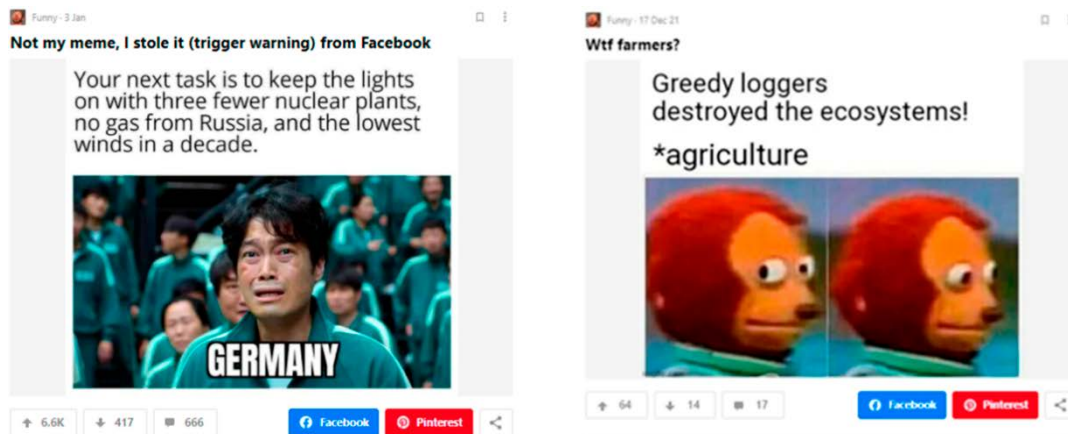 Funny · 3 Jan
Not my meme, I stole it (trigger warning) from Facebook
Your next task is to keep the lights
on with three fewer nuclear plants,
no gas from Russia, and the lowest
winds in a decade.
GERMANY
6.6K
417
666
Facebook
Pinterest
Funny · 17 Dec 21
Wtf farmers?
Greedy loggers
destroyed the ecosystems!
*agriculture
64
14
17
Facebook
Pinterest